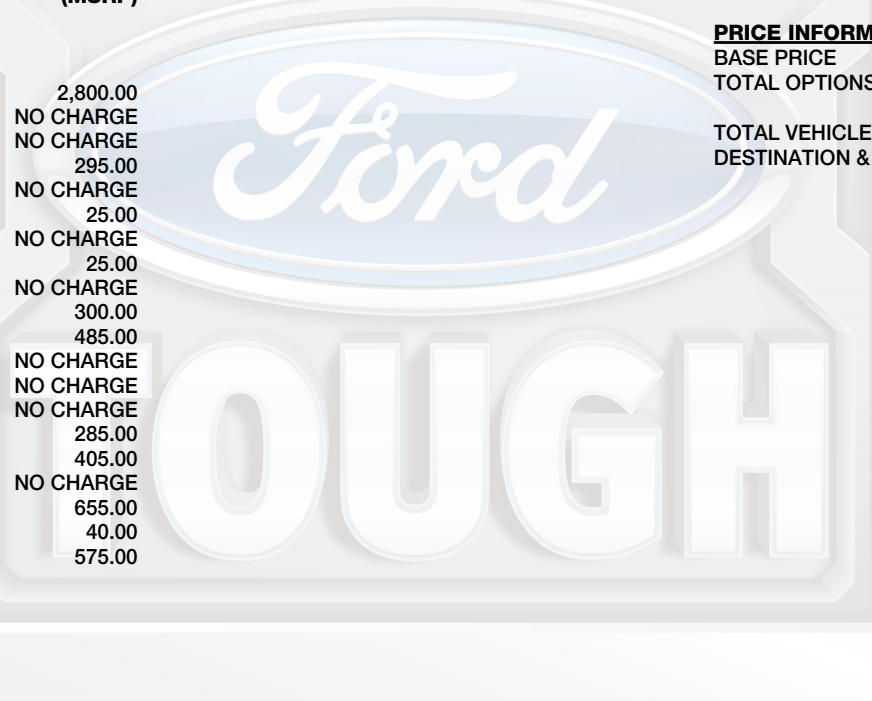 (MSRP)
2,800.00
NO CHARGE
NO CHARGE
295.00
NO CHARGE
25.00
NO CHARGE
25.00
NO CHARGE
300.00
485.00
NO CHARGE
NO CHARGE
NO CHARGE
285.00
405.00
NO CHARGE
655.00
40.00
575.00
PRICE INFORM
BASE PRICE
TOTAL OPTIONS
TOTAL VEHICLE
DESTINATION &
Ford
TOUGH